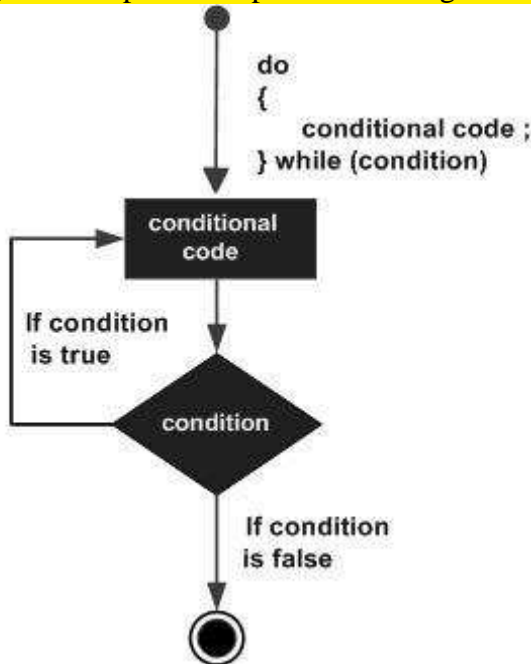 do
{
conditional code ;
} while (condition)
conditional
code
If condition
is true
condition
If condition
is false